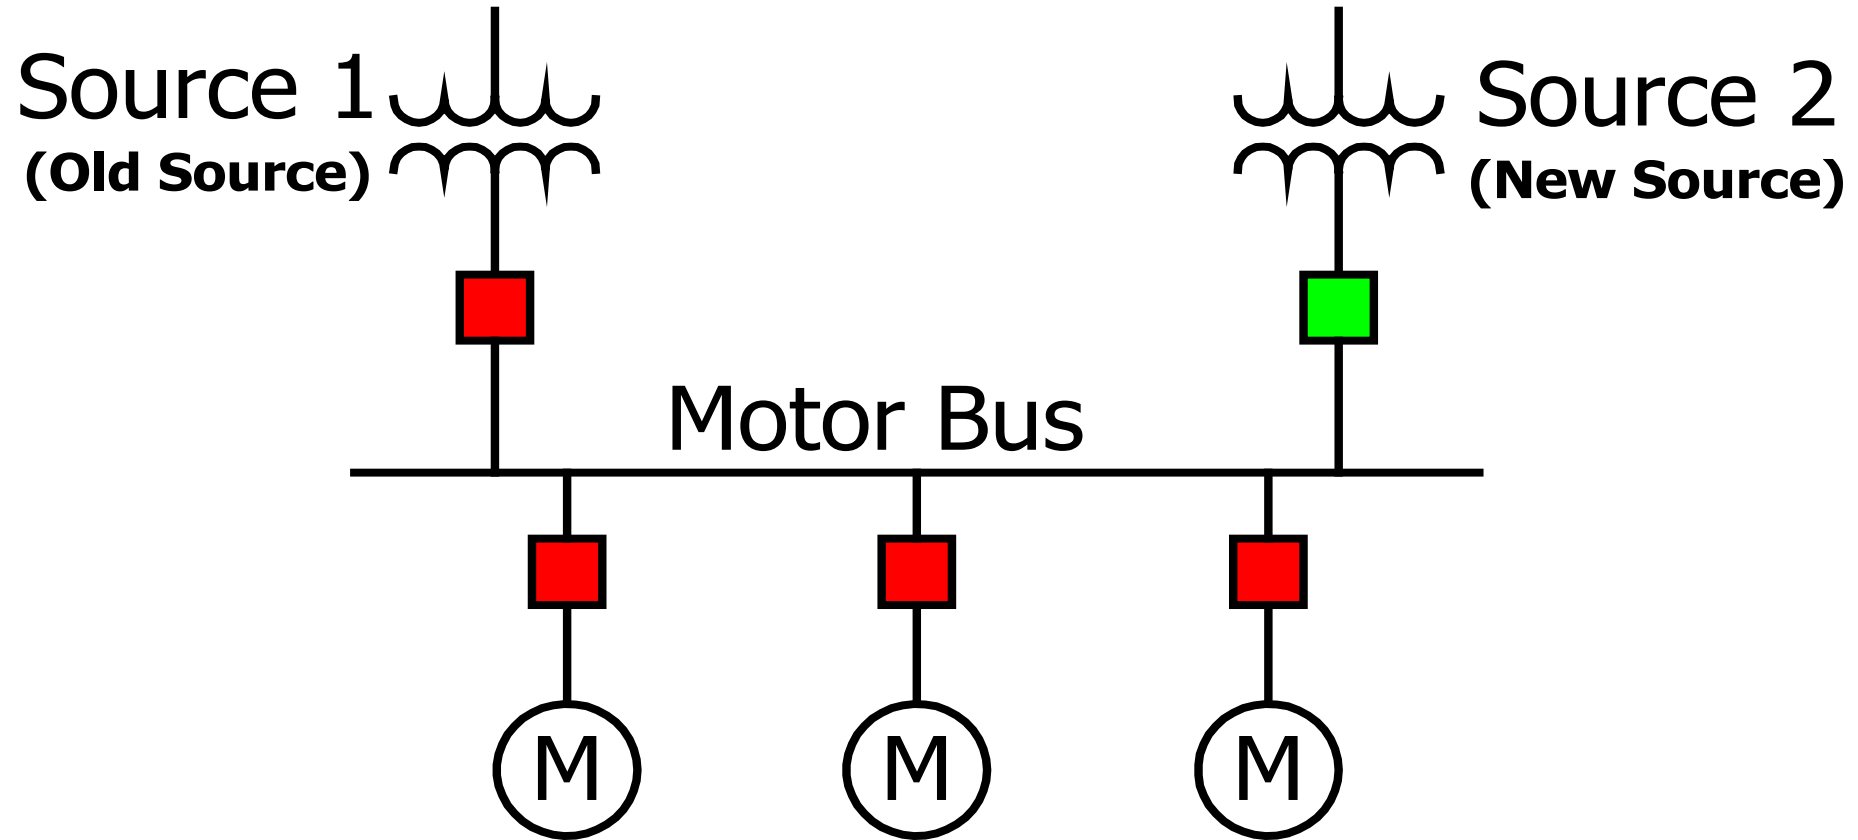 Source 1
(Old Source)
Source 2
(New Source)
Motor Bus
M
M
M